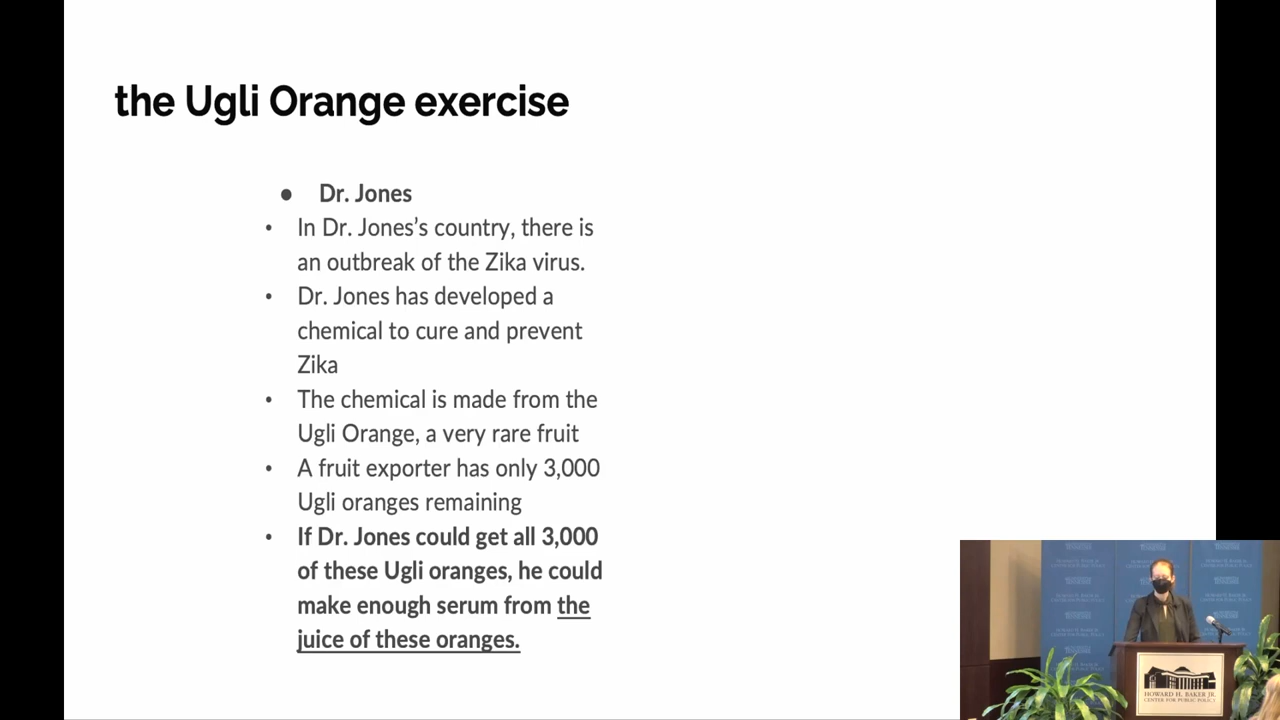 the Ugli Orange exercise
● Dr. Jones
• In Dr. Jones’s country, there is
an outbreak of the Zika virus.
• Dr. Jones has developed a
chemical to cure and prevent
Zika
• The chemical is made from the
Ugli Orange, a very rare fruit
• A fruit exporter has only 3,000
Ugli oranges remaining
• If Dr. Jones could get all 3,000
of these Ugli oranges, he could
make enough serum from the
juice of these oranges.
HOWARD H. BAKER JR.
CENTER FOR PUBLIC POLICY